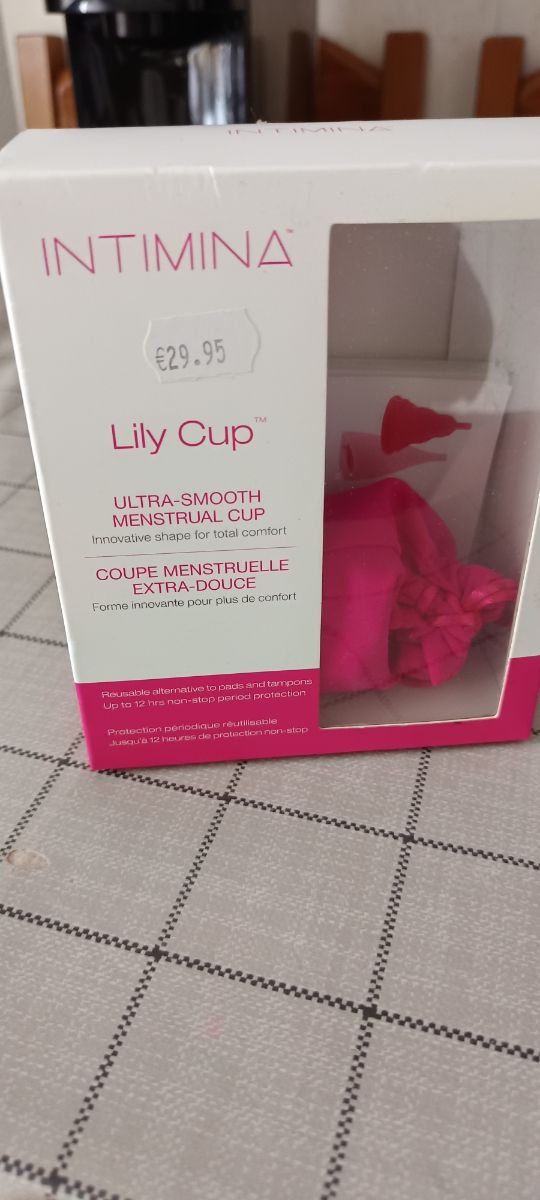 INTIMINA
INTIMINA™
€29.95
Lily Cup™
ULTRA-SMOOTH
MENSTRUAL CUP
Innovative shape for total comfort
COUPE MENSTRUELLE
EXTRA-DOUCE
Forme innovante pour plus de confort
Reusable alternative to pads and tampons
Up to 12 hrs non-stop period protection
Protection périodique réutilisable
Jusqu'à 12 heures de protection non-stop